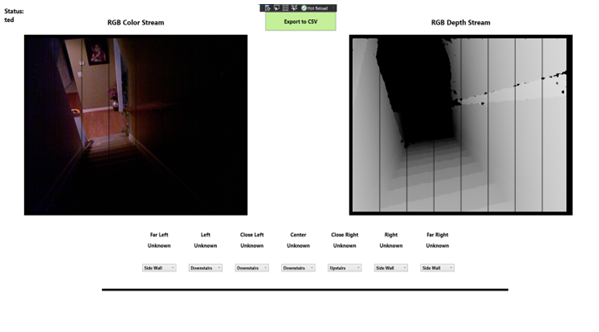 Status:
ted
Hot Reload
RGB Color Stream
Export to CSV
RGB Depth Stream
Far Left Left Close Left Center Close Right Right Far Right
Unknown Unknown Unknown Unknown Unknown Unknown Unknown
Side Wall Downstairs Downstairs Downstairs Upstairs Side Wall Side Wall